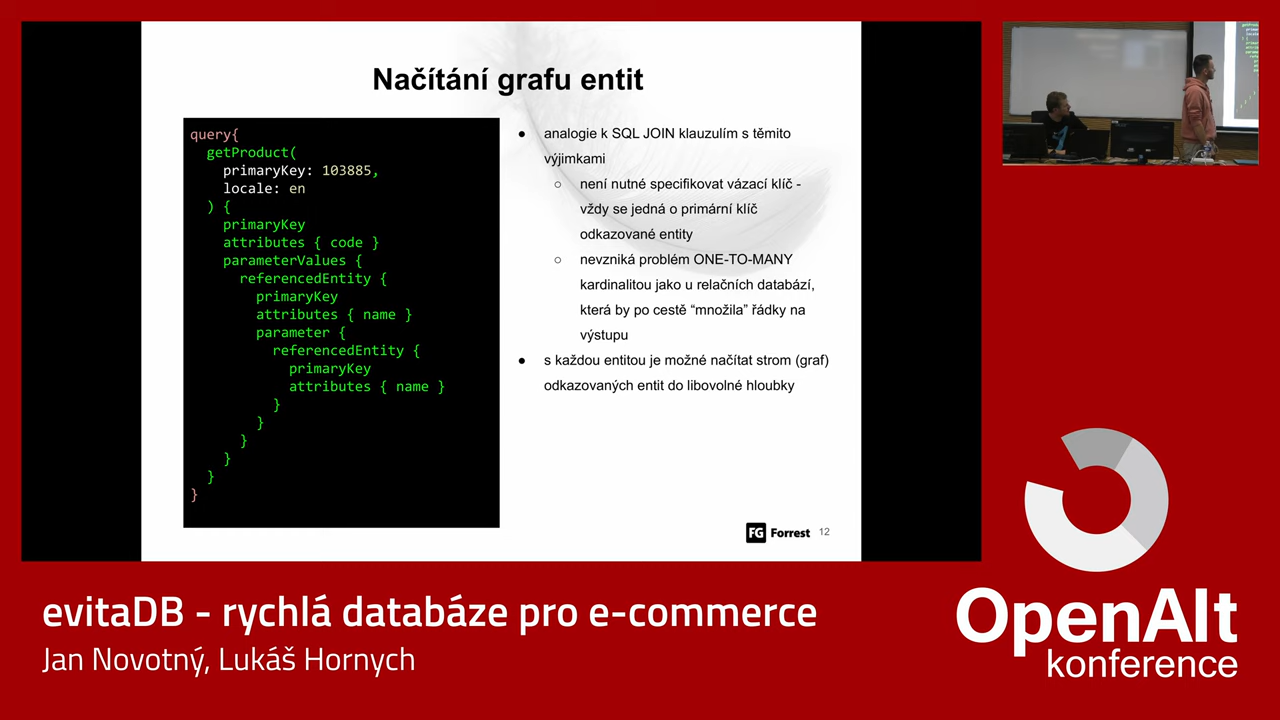 Načítání grafu entit
query{
getProduct(
primaryKey: 103885,
locale: en
) {
primaryKey
attributes { code }
parameterValues {
referencedEntity {
primaryKey
attributes { name }
parameter {
referencedEntity {
primaryKey
attributes { name }
}
}
}
}
}
}
● analogie k SQL JOIN klauzulím s těmito
výjimkami
○ není nutné specifikovat vázací klíč -
vždy se jedná o primární klíč
odkazované entity
○ nevzniká problém ONE-TO-MANY
kardinalitou jako u relačních databází,
která by po cestě “množila” řádky na
výstupu
● s každou entitou je možné načítat strom (graf)
odkazovaných entit do libovolné hloubky
FG Forrest 12
evitaDB - rychlá databáze pro e-commerce
Jan Novotný, Lukáš Hornych
OpenAlt
konference